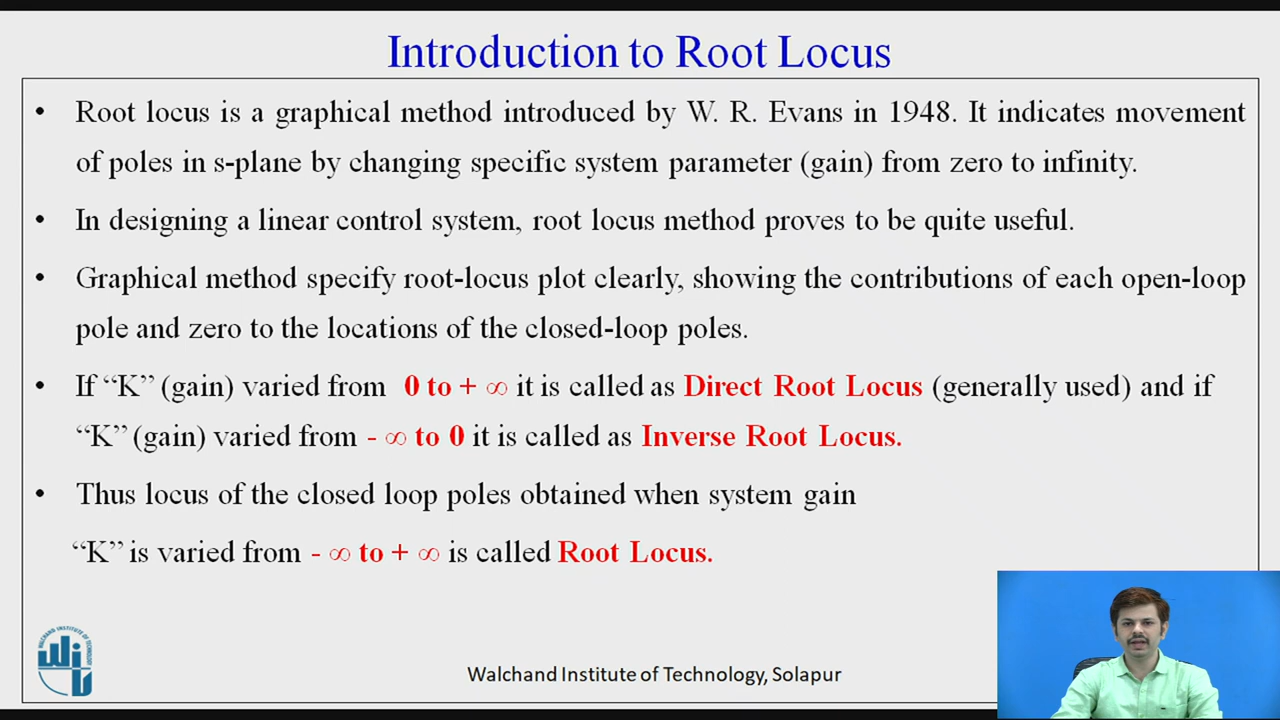 Introduction to Root Locus
• Root locus is a graphical method introduced by W. R. Evans in 1948. It indicates movement
of poles in s-plane by changing specific system parameter (gain) from zero to infinity.
• In designing a linear control system, root locus method proves to be quite useful.
• Graphical method specify root-locus plot clearly, showing the contributions of each open-loop
pole and zero to the locations of the closed-loop poles.
• If “K” (gain) varied from 0 to + ∞ it is called as Direct Root Locus (generally used) and if
“K” (gain) varied from - ∞ to 0 it is called as Inverse Root Locus.
• Thus locus of the closed loop poles obtained when system gain
“K” is varied from - ∞ to + ∞ is called Root Locus.
WALCHAND INSTITUTE OF TECHNOLOGY
WIT
Walchand Institute of Technology, Solapur